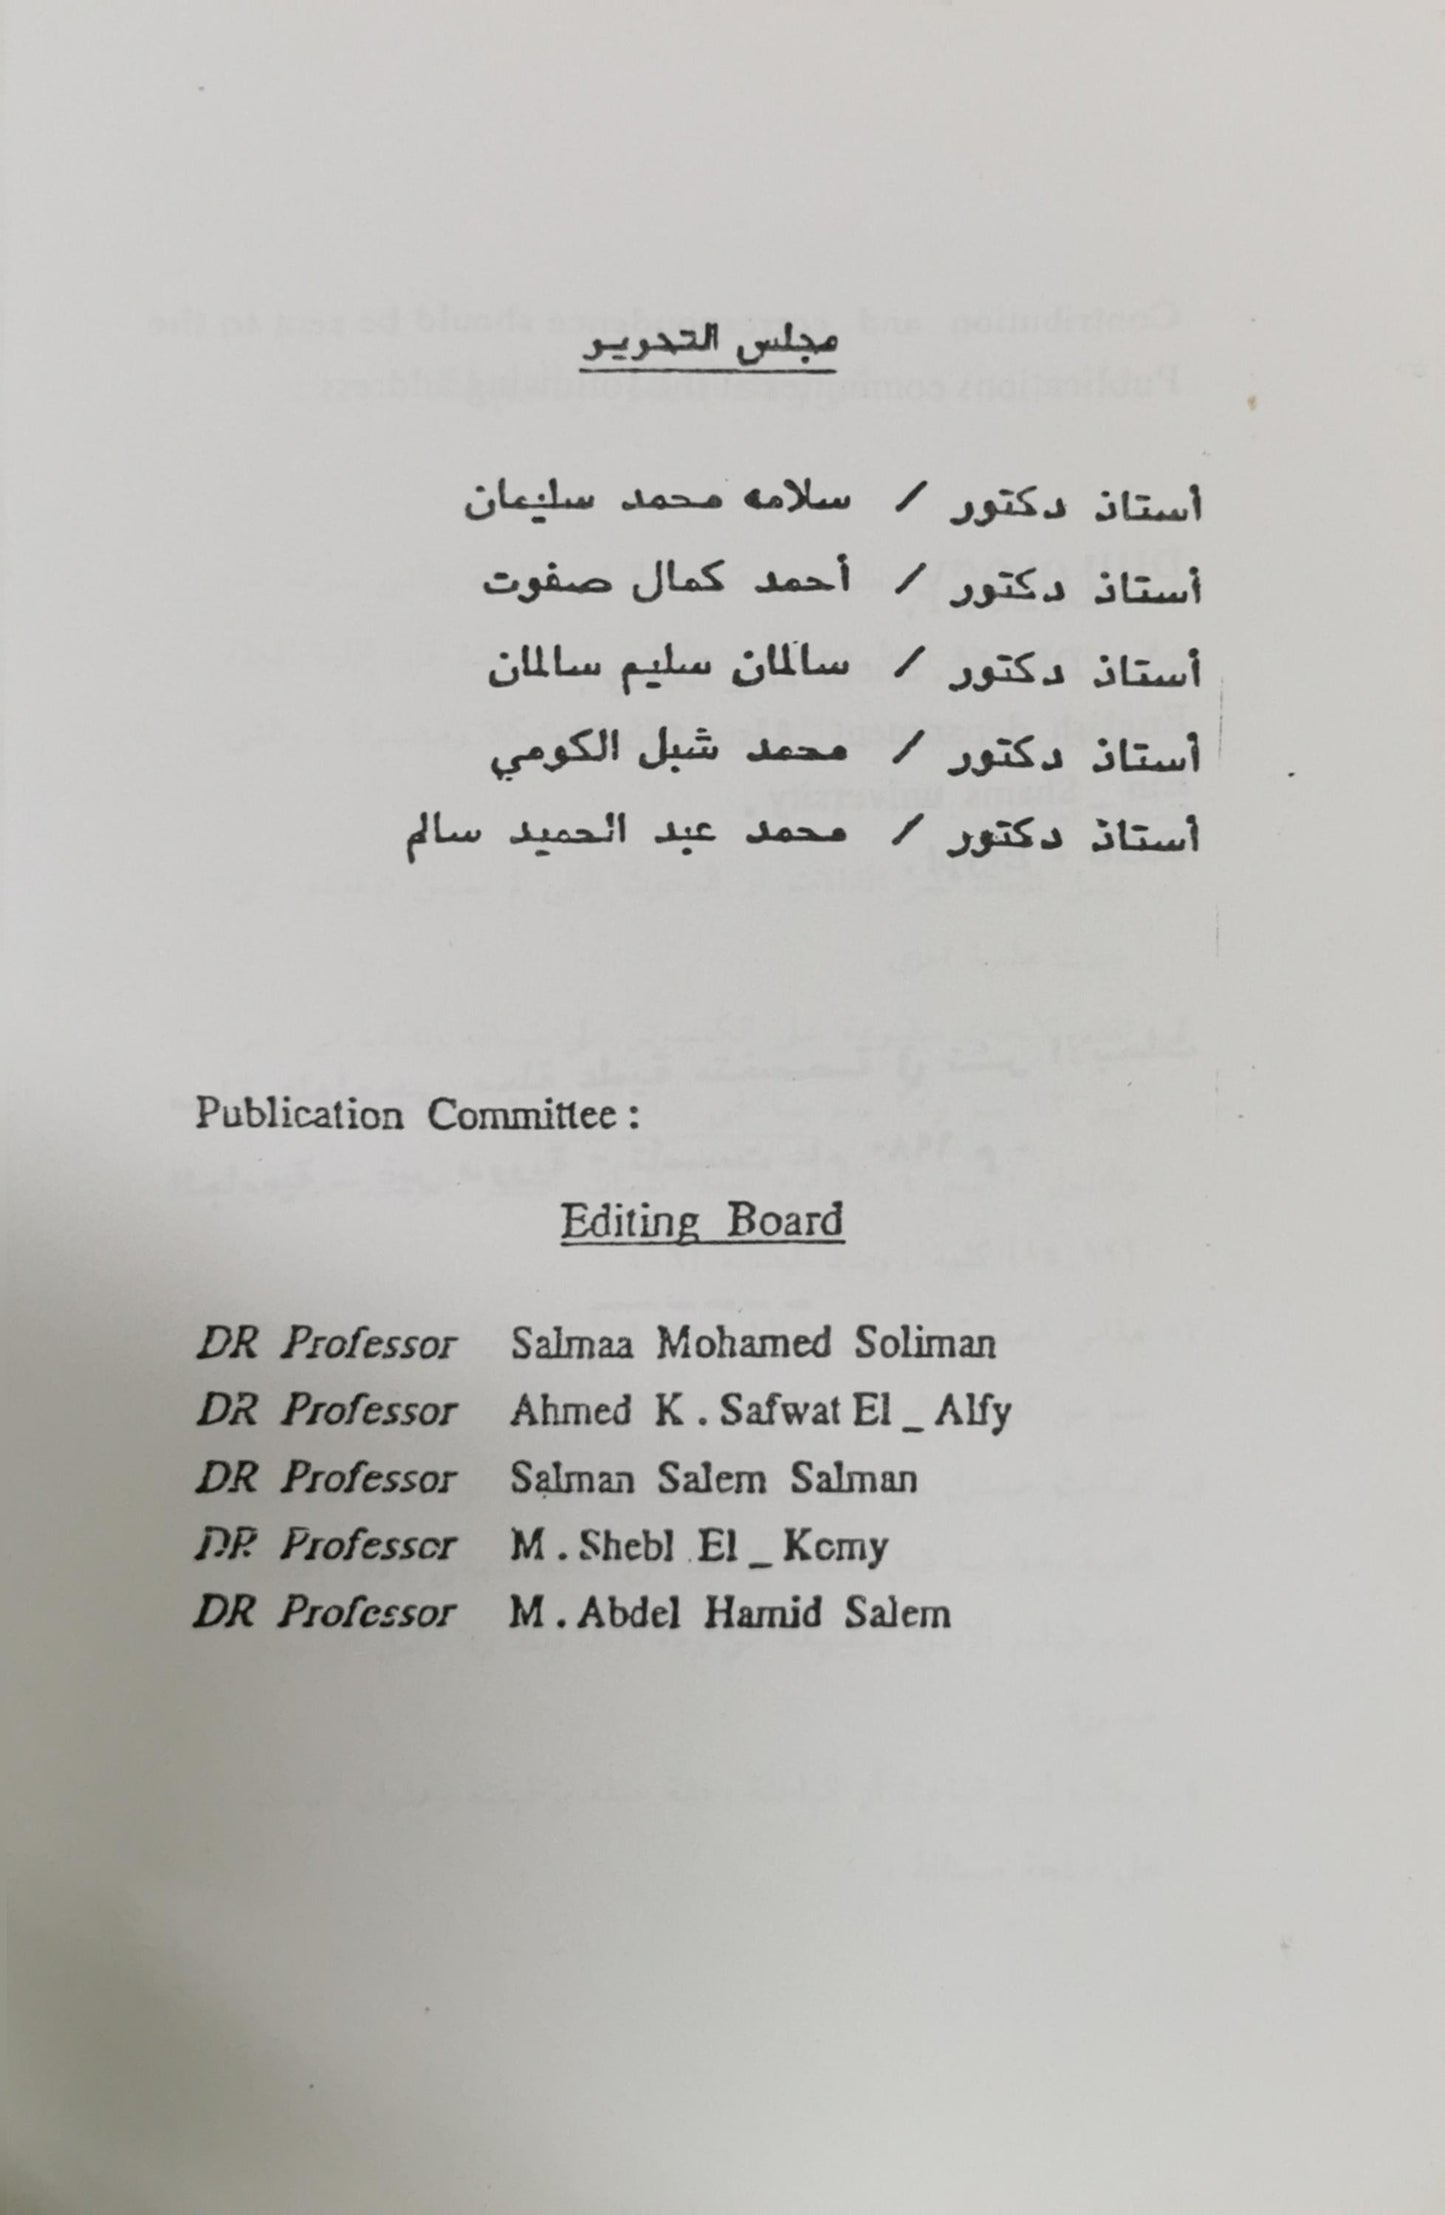 مجلس التحرير
أستاذ دكتور / سلامه محمد سليمان
أستاذ دكتور / أحمد كمال صفوت
أستاذ دكتور / سالمان سليم سالمان
أستاذ دكتور / محمد شبل الكومي
أستاذ دكتور / محمد عبد الحميد سالم
Publication Committee :
Editing Board
DR Professor Salmaa Mohamed Soliman
DR Professor Ahmed K . Safwat El _ Alfy
DR Professor Salman Salem Salman
DR Professor M . Shebl El _ Komy
DR Professor M . Abdel Hamid Salem